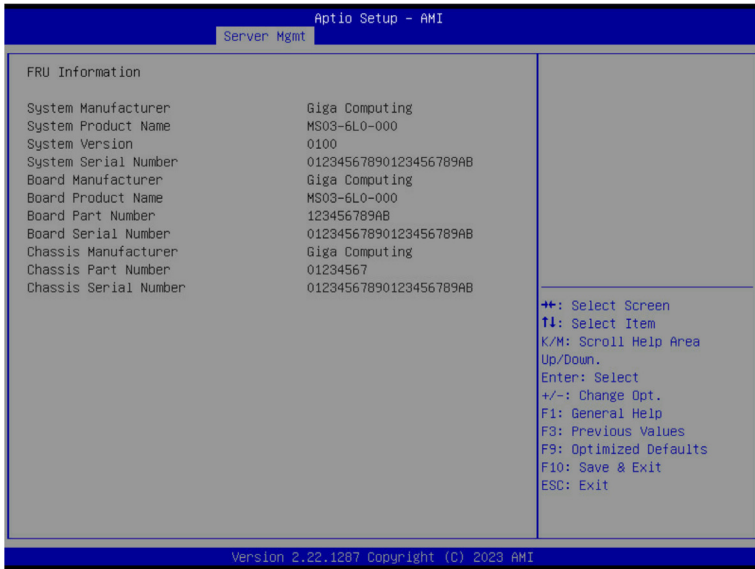 Aptio Setup - AMI
Server Mgmt
FRU Information
System Manufacturer Giga Computing
System Product Name MS03-6L0-000
System Version 0100
System Serial Number 01234567890123456789AB
Board Manufacturer Giga Computing
Board Product Name MS03-6L0-000
Board Part Number 123456789AB
Board Serial Number 01234567890123456789AB
Chassis Manufacturer Giga Computing
Chassis Part Number 01234567
Chassis Serial Number 01234567890123456789AB
→←: Select Screen
↑↓: Select Item
K/M: Scroll Help Area
Up/Down.
Enter: Select
+/-: Change Opt.
F1: General Help
F3: Previous Values
F9: Optimized Defaults
F10: Save & Exit
ESC: Exit
Version 2.22.1287 Copyright (C) 2023 AMI